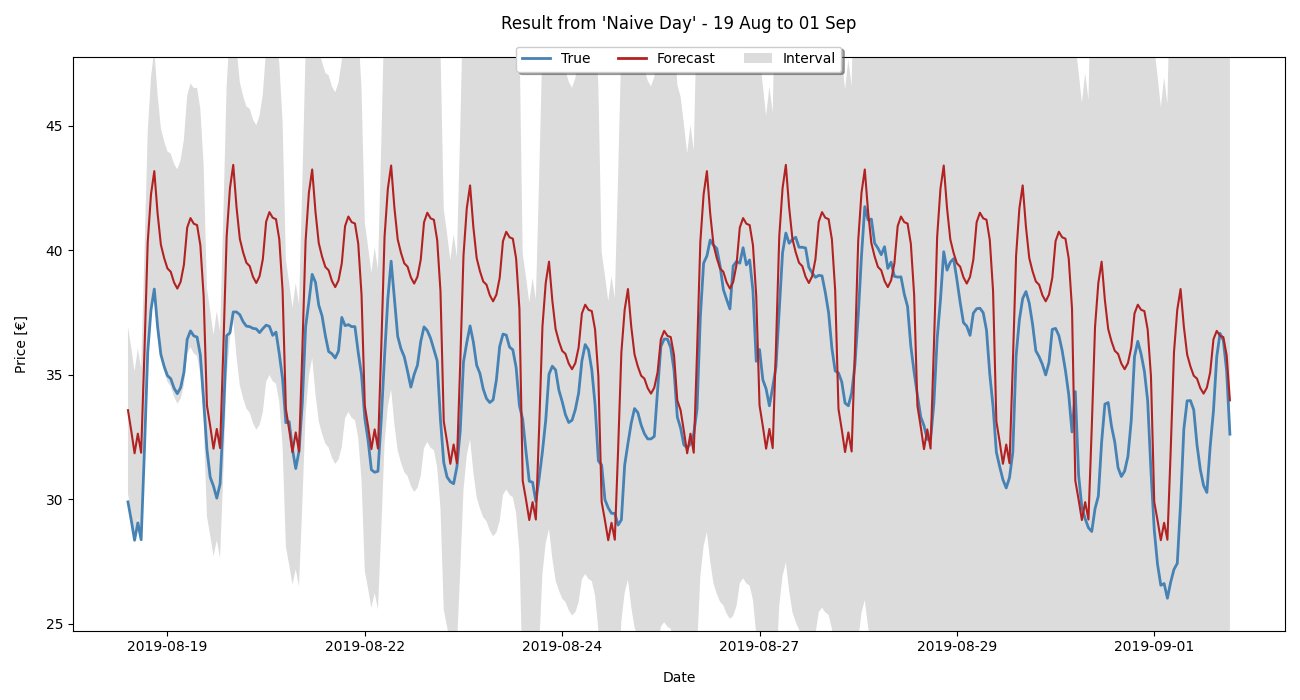 Result from 'Naive Day' - 19 Aug to 01 Sep
True Forecast Interval
Price [€]
45
40
35
30
25
2019-08-19 2019-08-22 2019-08-24 2019-08-27 2019-08-29 2019-09-01
Date